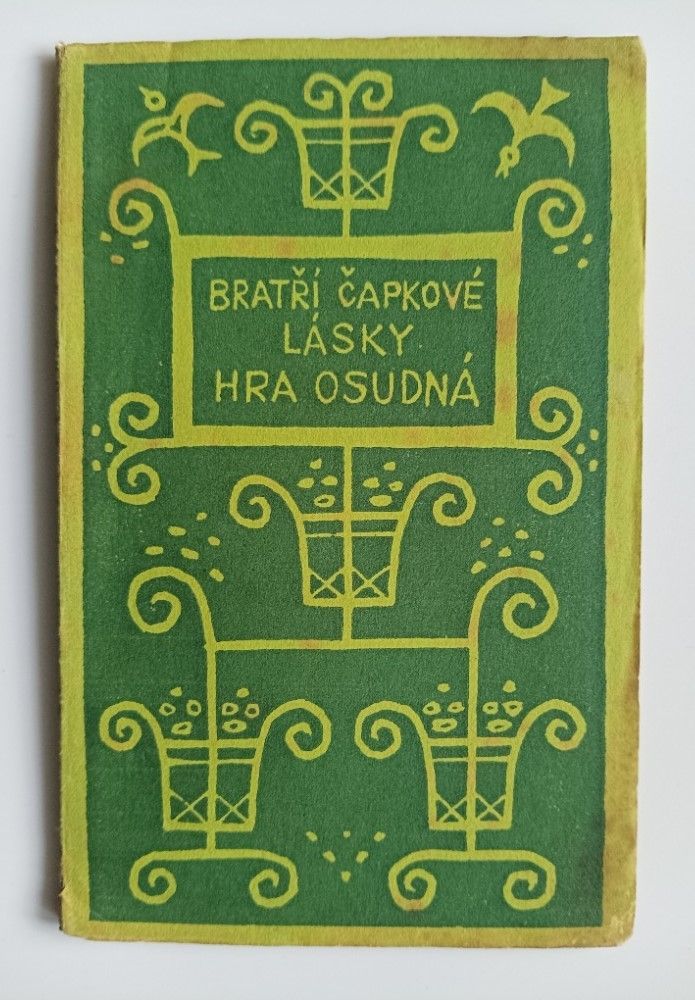 BRATŘÍ ČAPKOVÉ
LÁSKY
HRA OSUDNÁ